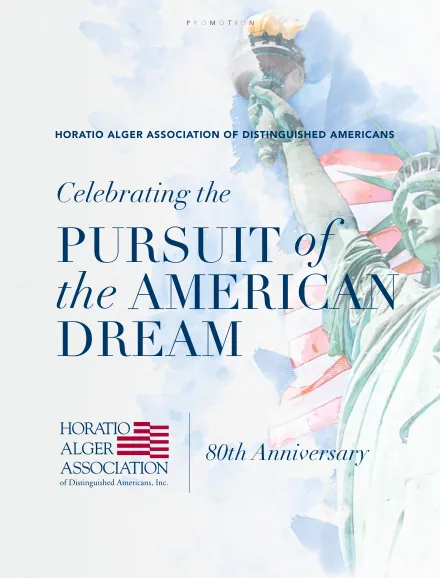 PROMOTION
HORATIO ALGER ASSOCIATION OF DISTINGUISHED AMERICANS
Celebrating the
PURSUIT of
the AMERICAN
DREAM
HORATIO
ALGER
ASSOCIATION
of Distinguished Americans, Inc.
80th Anniversary